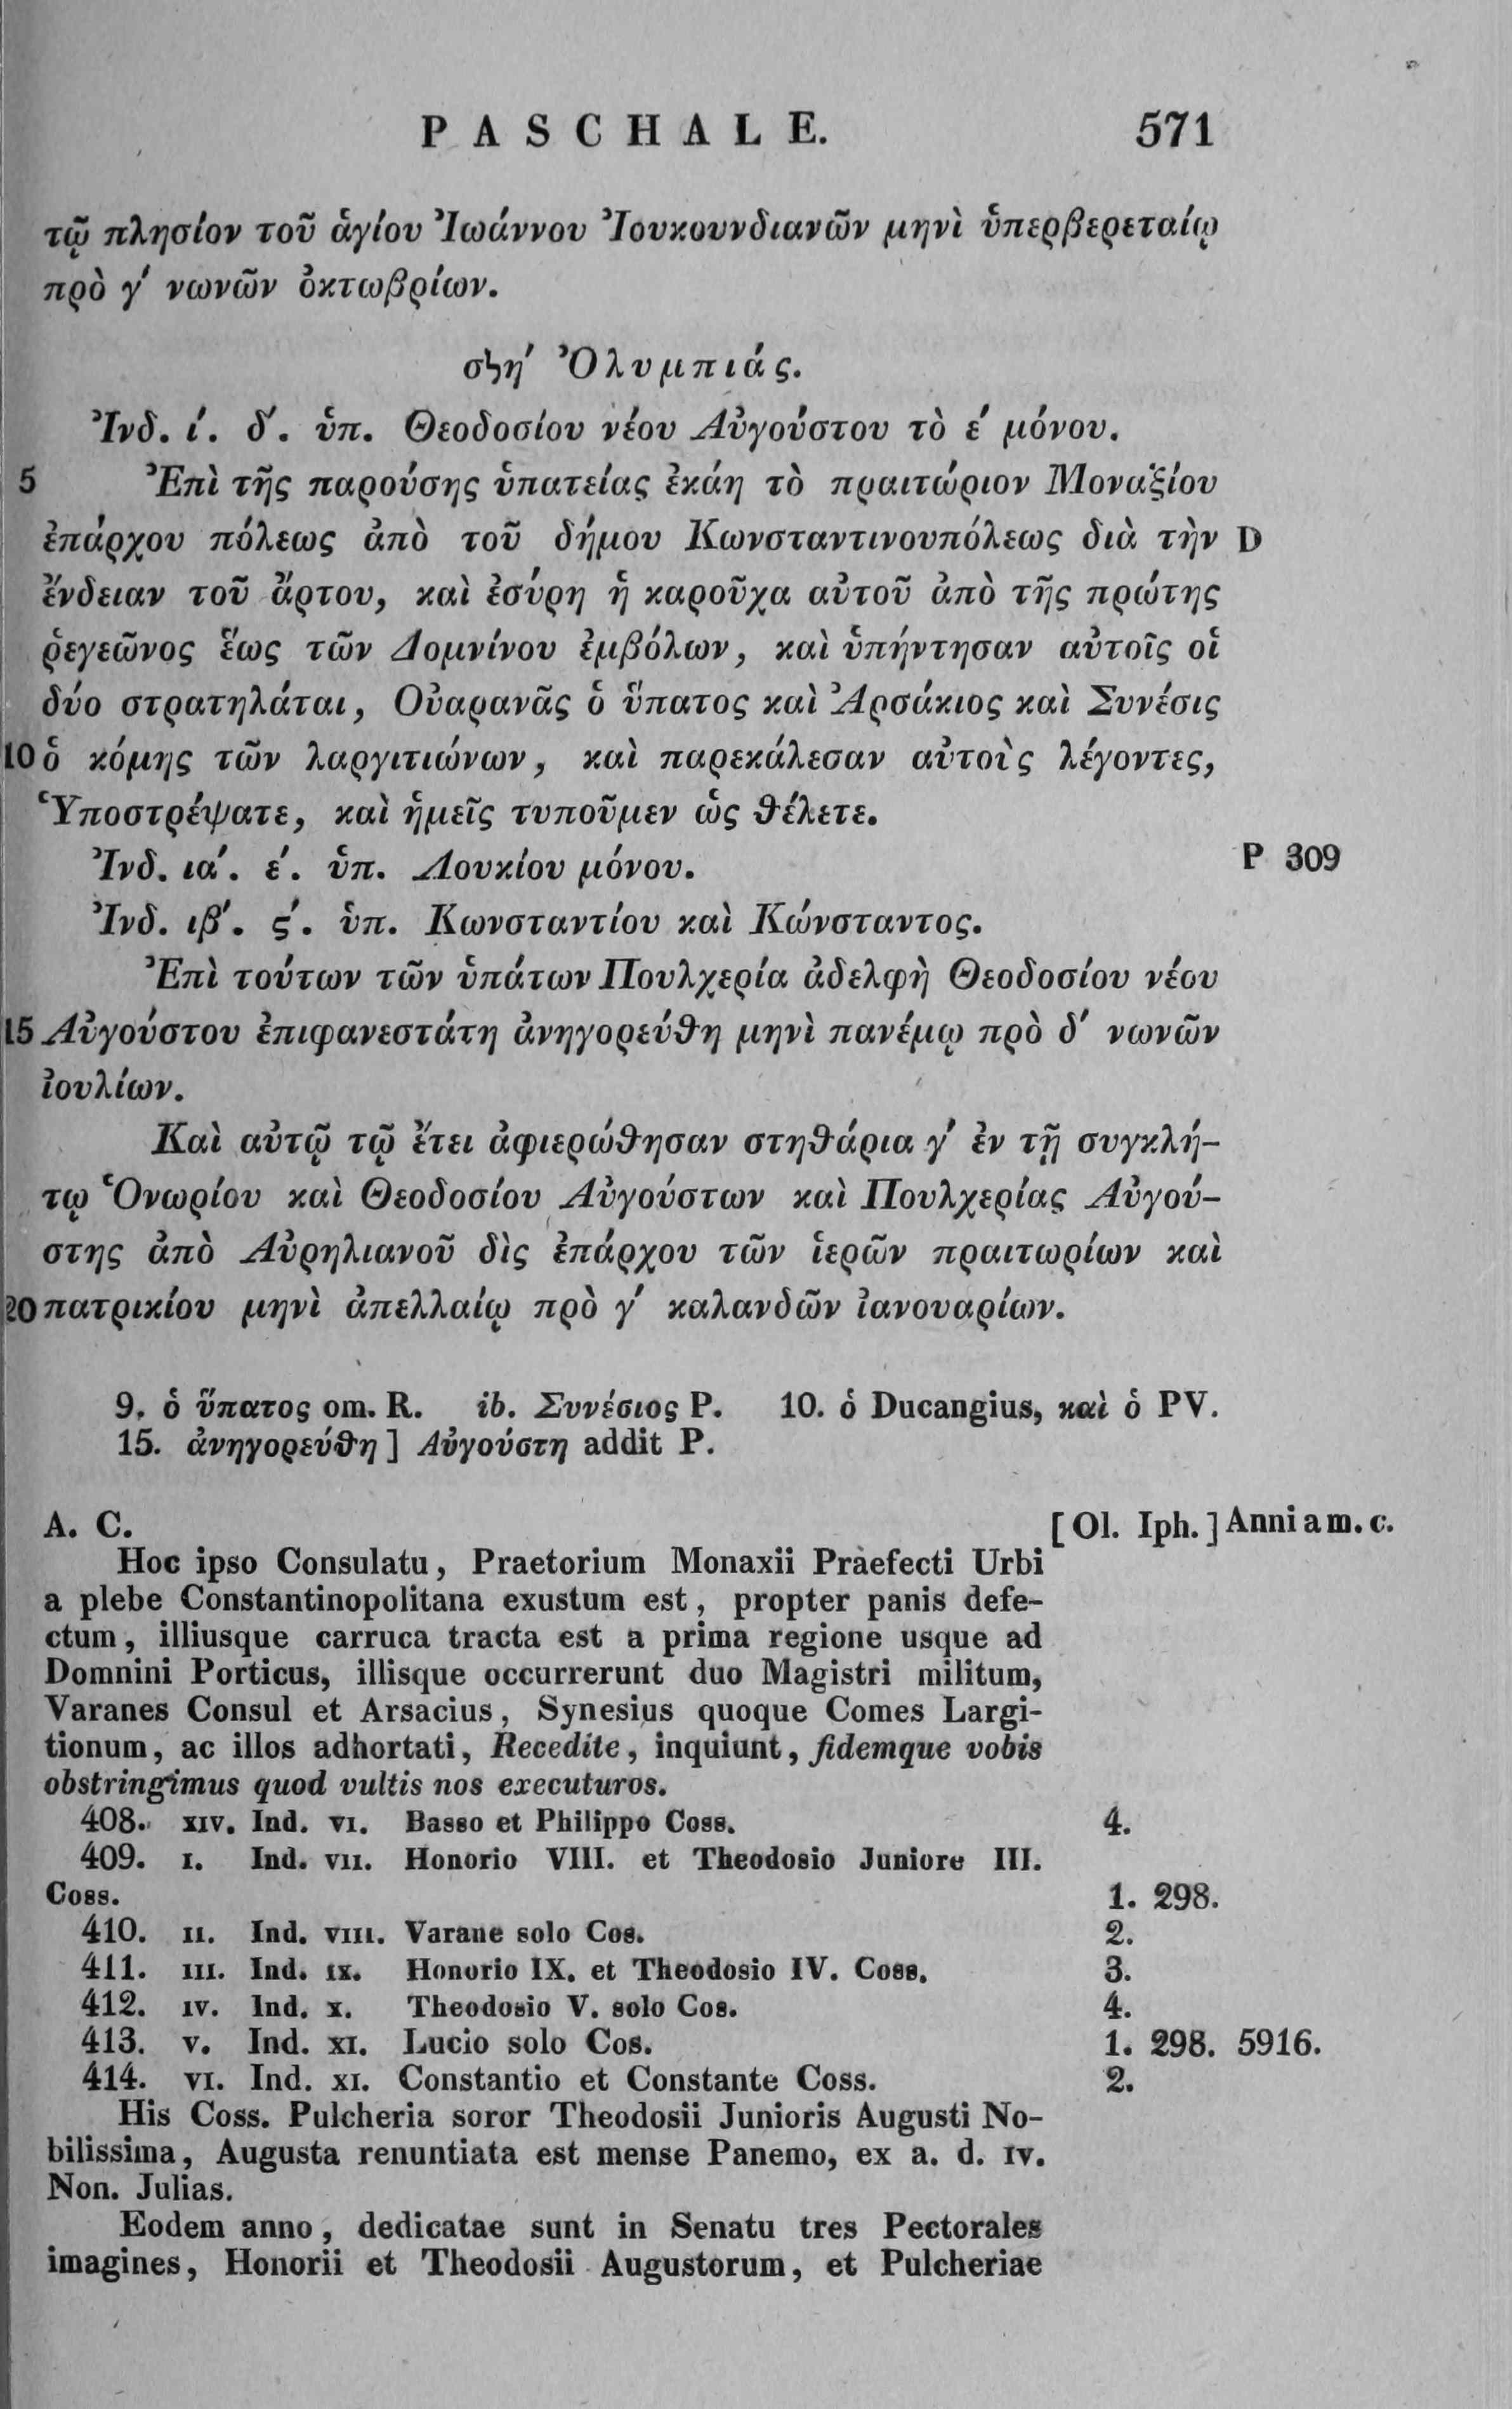 PASCHALE. 571
τῷ πλησίον τοῦ ἁγίου Ἰωάννου Ἰουκουνδιανῶν μηνὶ ὑπερβερεταίῳ
πρὸ γ′ νωνῶν ὀκτωβρίων.
σϟη′ Ὀλυμπιάς.
Ἰνδ. ί. δ′. ὑπ. Θεοδοσίου νέου Αὐγούστου τὸ ε′ μόνου.
5 Ἐπὶ τῆς παρούσης ὑπατείας ἐκάη τὸ πραιτώριον Μοναξίου
ἐπάρχου πόλεως ἀπὸ τοῦ δήμου Κωνσταντινουπόλεως διὰ τὴν D
ἔνδειαν τοῦ ἄρτου, καὶ ἐσύρη ἡ καροῦχα αὐτοῦ ἀπὸ τῆς πρώτης
ῥεγεῶνος ἕως τῶν Δομνίνου ἐμβόλων, καὶ ὑπήντησαν αὐτοῖς οἱ
δύο στρατηλάται, Οὐαρανᾶς ὁ ὕπατος καὶ Ἀρσάκιος καὶ Συνέσις
10 ὁ κόμης τῶν λαργιτιώνων, καὶ παρεκάλεσαν αὐτοὶς λέγοντες,
Ὑποστρέψατε, καὶ ἡμεῖς τυποῦμεν ὡς θέλετε.
Ἰνδ. ια′. ε′. ὑπ. Λουκίου μόνου. P 309
Ἰνδ. ιβ′. ϛ′. ὑπ. Κωνσταντίου καὶ Κώνσταντος.
Ἐπὶ τούτων τῶν ὑπάτων Πουλχερία ἀδελφὴ Θεοδοσίου νέου
15 Αὐγούστου ἐπιφανεστάτη ἀνηγορεύθη μηνὶ πανέμῳ πρὸ δ′ νωνῶν
ἰουλίων.
Καὶ αὐτῷ τῷ ἔτει ἀφιερώθησαν στηθάρια γ′ ἐν τῇ συγκλή-
τῳ Ὁνωρίου καὶ Θεοδοσίου Αὐγούστων καὶ Πουλχερίας Αὐγού-
στης ἀπὸ Αὐρηλιανοῦ δὶς ἐπάρχου τῶν ἱερῶν πραιτωρίων καὶ
20 πατρικίου μηνὶ ἀπελλαίῳ πρὸ γ′ καλανδῶν ἰανουαρίων.
9. ὁ ὕπατος om. R. ib. Συνέσιος P. 10. ὁ Ducangius, καὶ ὁ PV.
15. ἀνηγορεύθη] Αὐγούστη addit P.
A. C. [Ol. Iph.] Anni a m. c.
Hoc ipso Consulatu, Praetorium Monaxii Praefecti Urbi
a plebe Constantinopolitana exustum est, propter panis defe-
ctum, illiusque carruca tracta est a prima regione usque ad
Domnini Porticus, illisque occurrerunt duo Magistri militum,
Varanes Consul et Arsacius, Synesius quoque Comes Largi-
tionum, ac illos adhortati, Recedite, inquiunt, fidemque vobis
obstringimus quod vultis nos executuros.
408. XIV. Ind. VI. Basso et Philippo Coss. 4.
409. I. Ind. VII. Honorio VIII. et Theodosio Juniore III.
Coss. 1. 298.
410. II. Ind. VIII. Varane solo Cos. 2.
411. III. Ind. IX. Honorio IX. et Theodosio IV. Coss. 3.
412. IV. Ind. X. Theodosio V. solo Cos. 4.
413. V. Ind. XI. Lucio solo Cos. 1. 298. 5916.
414. VI. Ind. XI. Constantio et Constante Coss. 2.
His Coss. Pulcheria soror Theodosii Junioris Augusti No-
bilissima, Augusta renuntiata est mense Panemo, ex a. d. IV.
Non. Julias.
Eodem anno, dedicatae sunt in Senatu tres Pectorales
imagines, Honorii et Theodosii Augustorum, et Pulcheriae